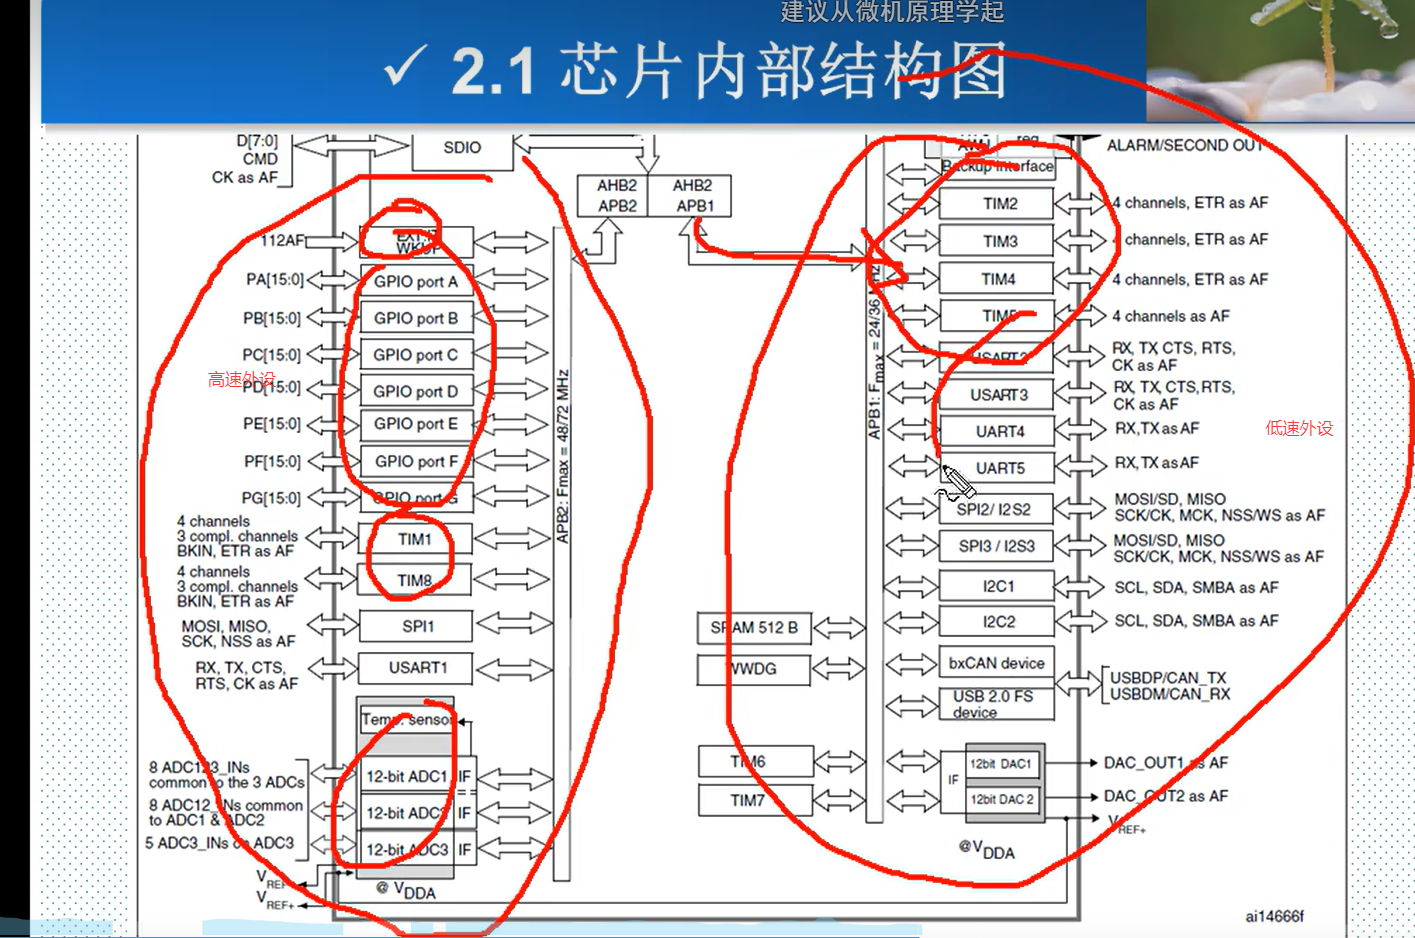 建议从微机原理学起
✓ 2.1 芯片内部结构图
D[7:0]
CMD
CK as AF
SDIO
AHB2
APB2
AHB2
APB1
ALARM/SECOND OUT
Backup interface
112AF
WKUP
PA[15:0]
GPIO port A
PB[15:0]
GPIO port B
PC[15:0]
GPIO port C
高速外设
PD[15:0]
GPIO port D
PE[15:0]
GPIO port E
PF[15:0]
GPIO port F
PG[15:0]
GPIO port G
4 channels
3 compl. channels
BKIN, ETR as AF
TIM1
4 channels
3 compl. channels
BKIN, ETR as AF
TIM8
MOSI, MISO,
SCK, NSS as AF
SPI1
RX, TX, CTS,
RTS, CK as AF
USART1
Temp. sensor
8 ADC123_INs
common to the 3 ADCs
12-bit ADC1
IF
8 ADC12_INs common
to ADC1 & ADC2
12-bit ADC2
IF
5 ADC3_INs on ADC3
12-bit ADC3
IF
VREF-
VREF+
@ VDDA
APB2: Fmax = 48/72 MHz
APB1: Fmax = 24/36 MHz
TIM2
4 channels, ETR as AF
TIM3
4 channels, ETR as AF
TIM4
4 channels, ETR as AF
TIM5
4 channels as AF
USART2
RX, TX CTS, RTS,
CK as AF
USART3
RX, TX, CTS, RTS,
CK as AF
UART4
RX,TX as AF
低速外设
UART5
RX, TX as AF
SPI2/ I2S2
MOSI/SD, MISO
SCK/CK, MCK, NSS/WS as AF
SPI3 / I2S3
MOSI/SD, MISO
SCK/CK, MCK, NSS/WS as AF
I2C1
SCL, SDA, SMBA as AF
I2C2
SCL, SDA, SMBA as AF
SRAM 512 B
WWDG
bxCAN device
USBDP/CAN_TX
USBDM/CAN_RX
USB 2.0 FS
device
TIM6
TIM7
IF
12bit DAC1
DAC_OUT1 as AF
12bit DAC 2
DAC_OUT2 as AF
VREF+
@VDDA
ai14666f